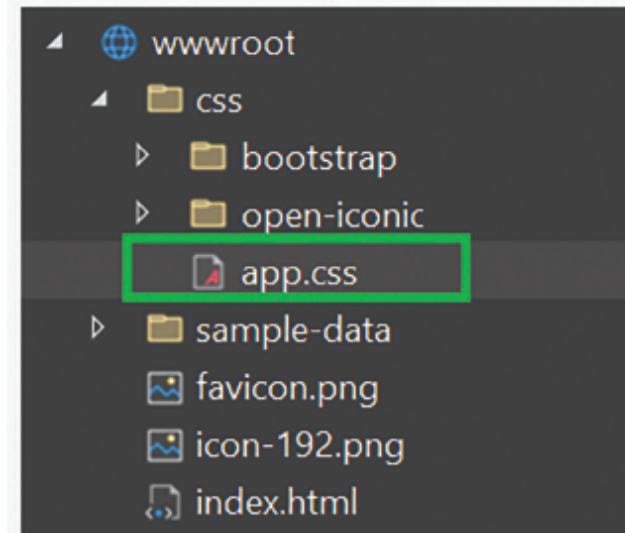 wwwroot
css
bootstrap
open-iconic
app.css
sample-data
favicon.png
icon-192.png
index.html